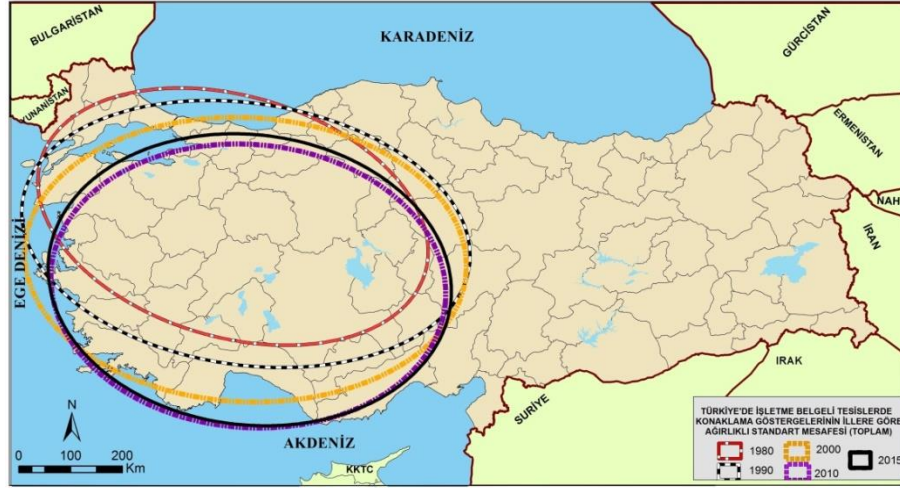 BULGARİSTAN
KARADENİZ
GÜRCİSTAN
YUNANİSTAN
ERMENİSTAN
NAH
İRAN
EGE DENİZİ
IRAK
SURİYE
AKDENİZ
KKTC
N
0 50 100 200
Km
TÜRKİYE'DE İŞLETME BELGELİ TESİSLERDE
KONAKLAMA GÖSTERGELERİNİN İLLERE GÖRE
AĞIRLIKLI STANDART MESAFESİ (TOPLAM)
1980 2000 2015
1990 2010